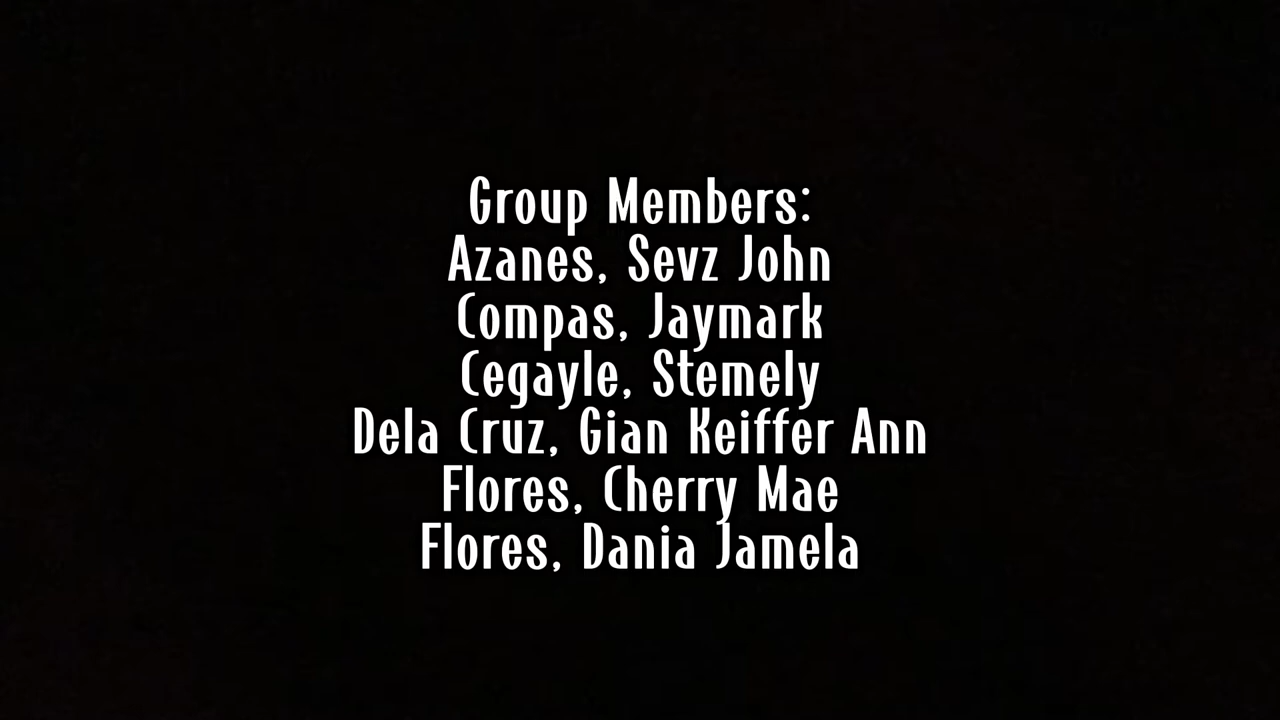 Group Members:
Azanes, Sevz John
Compas, Jaymark
Cegayle, Stemely
Dela Cruz, Gian Keiffer Ann
Flores, Cherry Mae
Flores, Dania Jamela